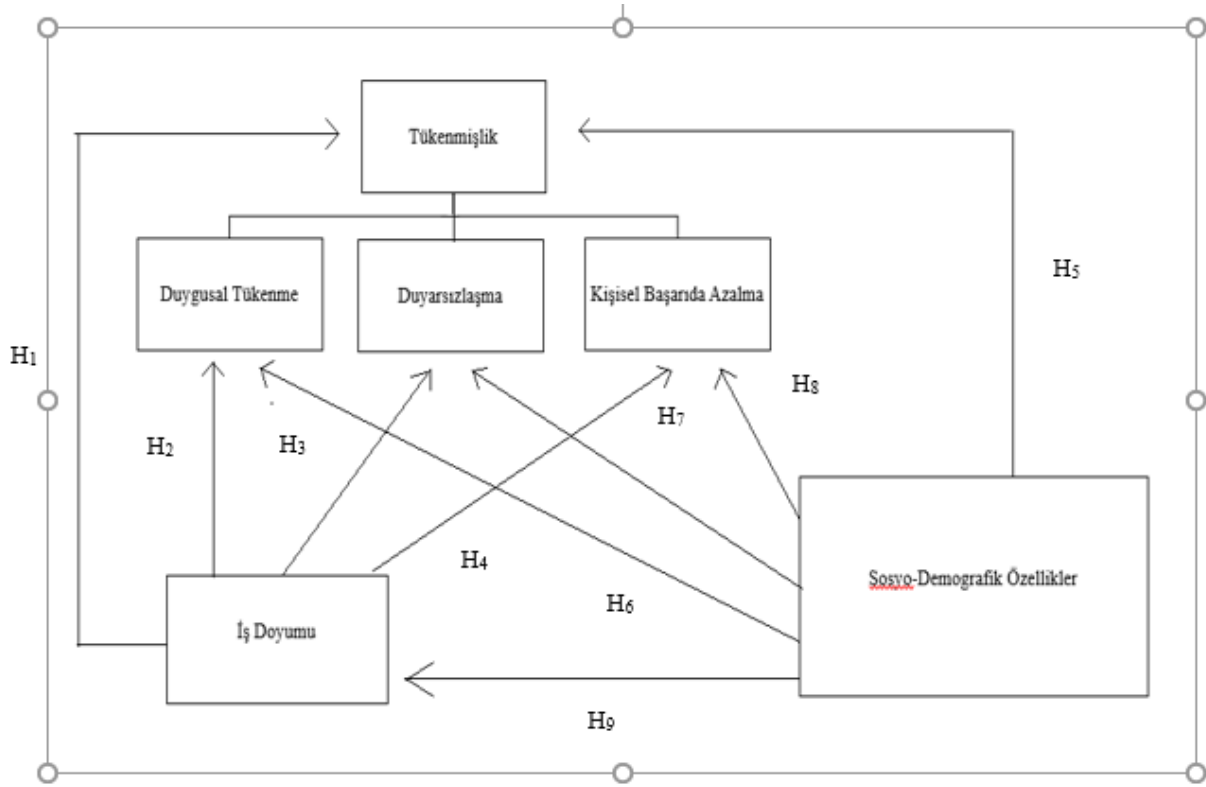 Tükenmişlik
H5
Duygusal Tükenme
Duyarsızlaşma
Kişisel Başarıda Azalma
H1
H8
H7
H2
H3
H4
Sosyo-Demografik Özellikler
H6
İş Doyumu
H9